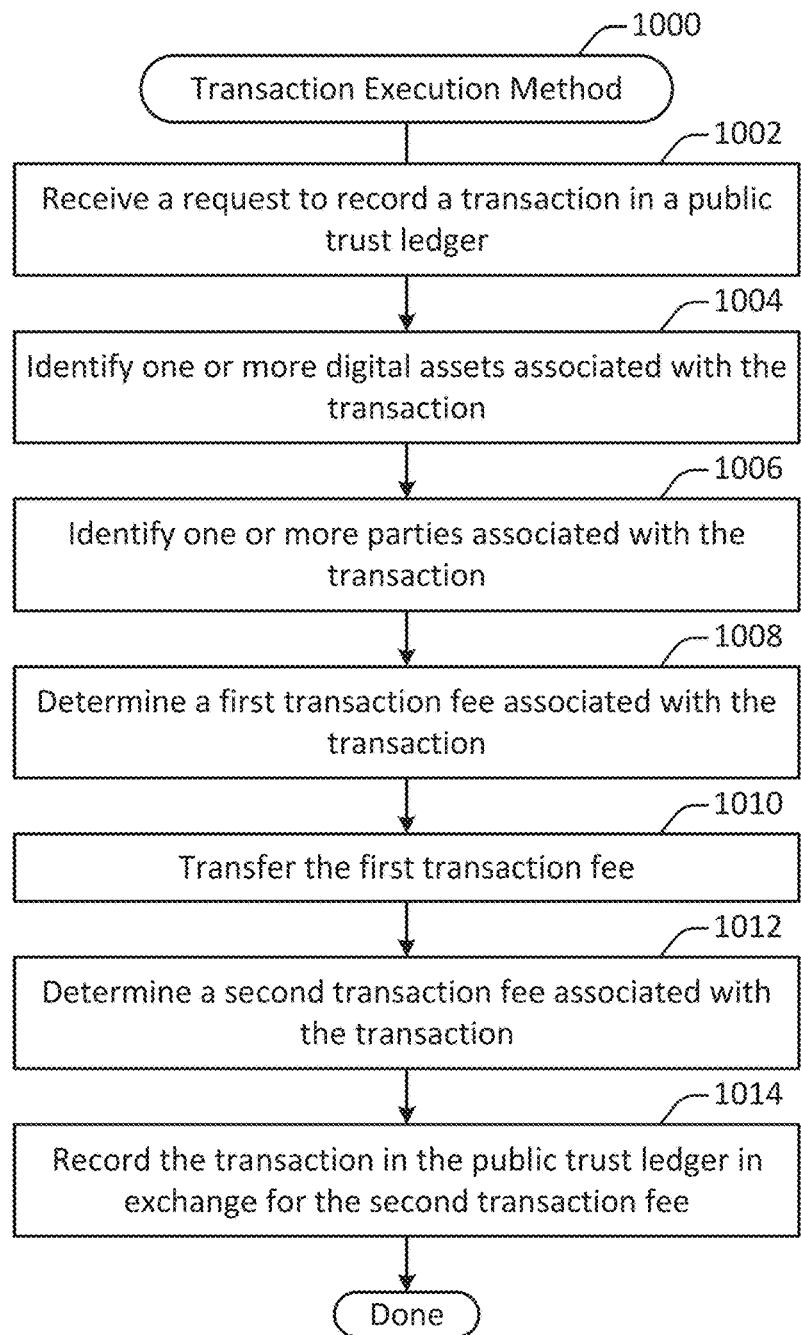 1000
Transaction Execution Method
1002
Receive a request to record a transaction in a public
trust ledger
1004
Identify one or more digital assets associated with the
transaction
1006
Identify one or more parties associated with the
transaction
1008
Determine a first transaction fee associated with the
transaction
1010
Transfer the first transaction fee
1012
Determine a second transaction fee associated with
the transaction
1014
Record the transaction in the public trust ledger in
exchange for the second transaction fee
Done